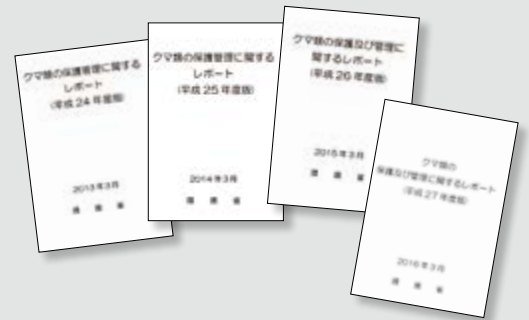 クマ類の保護管理に関する
レポート
(平成24年度版)
2013年3月
環 境 省
クマ類の保護管理に関する
レポート
(平成25年度版)
2014年3月
環 境 省
クマ類の保護及び管理に
関するレポート
(平成26年度版)
2015年3月
環 境 省
クマ類の
保護及び管理に関するレポート
(平成27年度版)
2016年3月
環 境 省